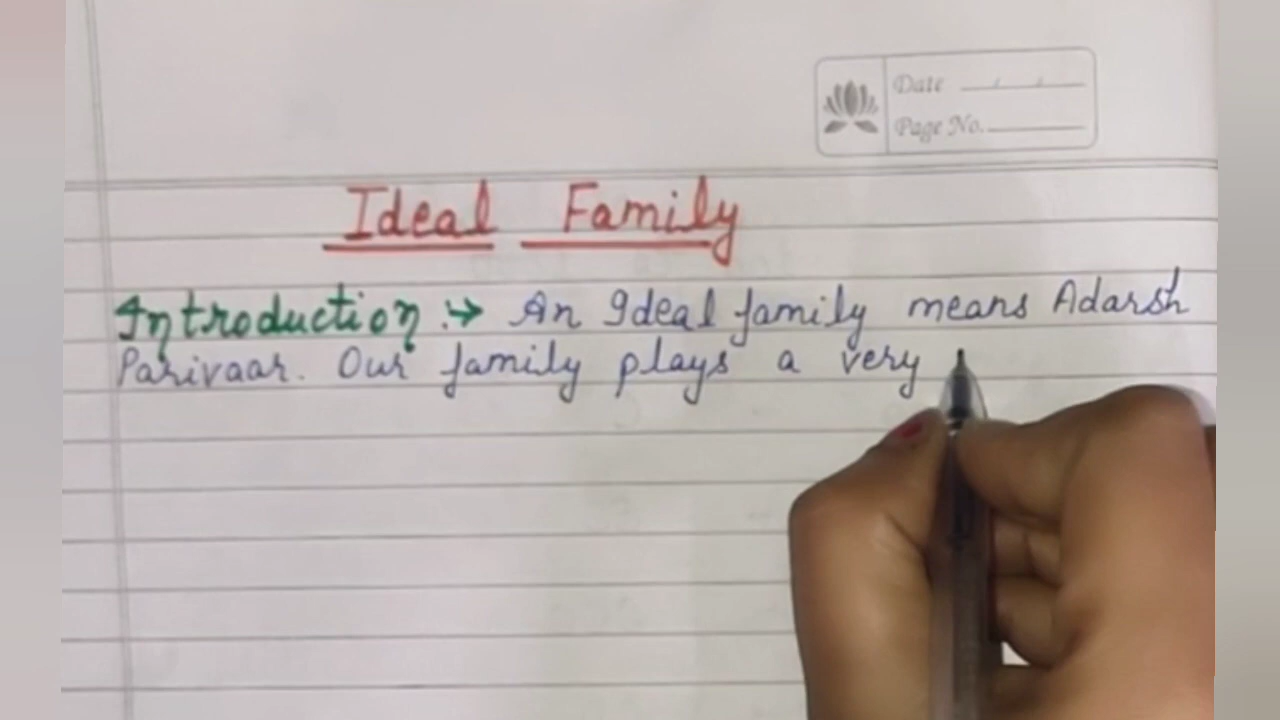 Date
Page No.
Ideal Family
Introduction :→ An Ideal family means Adarsh
Parivaar. Our family plays a very